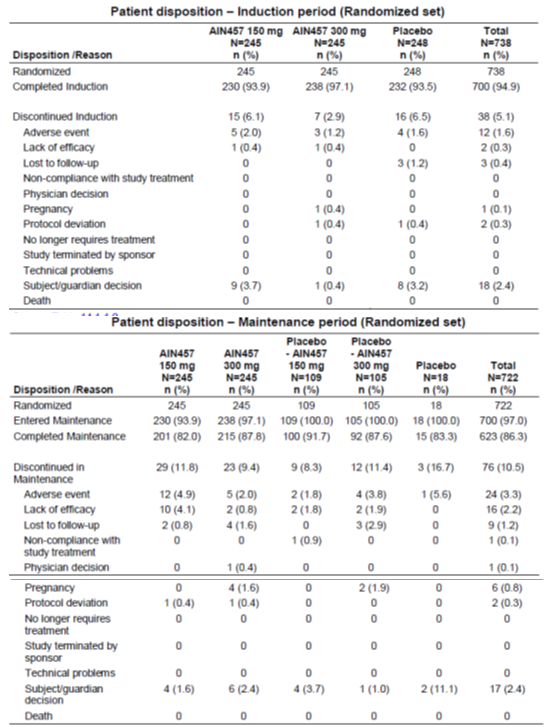 Patient disposition – Induction period (Randomized set)
AIN457 150 mg AIN457 300 mg Placebo Total
N=245 N=245 N=248 N=738
Disposition /Reason n (%) n (%) n (%) n (%)
Randomized 245 245 248 738
Completed Induction 230 (93.9) 238 (97.1) 232 (93.5) 700 (94.9)
Discontinued Induction 15 (6.1) 7 (2.9) 16 (6.5) 38 (5.1)
Adverse event 5 (2.0) 3 (1.2) 4 (1.6) 12 (1.6)
Lack of efficacy 1 (0.4) 1 (0.4) 0 2 (0.3)
Lost to follow-up 0 0 3 (1.2) 3 (0.4)
Non-compliance with study treatment 0 0 0 0
Physician decision 0 0 0 0
Pregnancy 0 1 (0.4) 0 1 (0.1)
Protocol deviation 0 1 (0.4) 1 (0.4) 2 (0.3)
No longer requires treatment 0 0 0 0
Study terminated by sponsor 0 0 0 0
Technical problems 0 0 0 0
Subject/guardian decision 9 (3.7) 1 (0.4) 8 (3.2) 18 (2.4)
Death 0 0 0 0
Patient disposition – Maintenance period (Randomized set)
Placebo Placebo
AIN457 AIN457 - AIN457 - AIN457
150 mg 300 mg 150 mg 300 mg Placebo Total
N=245 N=245 N=109 N=105 N=18 N=722
Disposition /Reason n (%) n (%) n (%) n (%) n (%) n (%)
Randomized 245 245 109 105 18 722
Entered Maintenance 230 (93.9) 238 (97.1) 109 (100.0) 105 (100.0) 18 (100.0) 700 (97.0)
Completed Maintenance 201 (82.0) 215 (87.8) 100 (91.7) 92 (87.6) 15 (83.3) 623 (86.3)
Discontinued in 29 (11.8) 23 (9.4) 9 (8.3) 12 (11.4) 3 (16.7) 76 (10.5)
Maintenance
Adverse event 12 (4.9) 5 (2.0) 2 (1.8) 4 (3.8) 1 (5.6) 24 (3.3)
Lack of efficacy 10 (4.1) 2 (0.8) 2 (1.8) 2 (1.9) 0 16 (2.2)
Lost to follow-up 2 (0.8) 4 (1.6) 0 3 (2.9) 0 9 (1.2)
Non-compliance with 0 0 1 (0.9) 0 0 1 (0.1)
study treatment
Physician decision 0 1 (0.4) 0 0 0 1 (0.1)
Pregnancy 0 4 (1.6) 0 2 (1.9) 0 6 (0.8)
Protocol deviation 1 (0.4) 1 (0.4) 0 0 0 2 (0.3)
No longer requires 0 0 0 0 0 0
treatment
Study terminated by 0 0 0 0 0 0
sponsor
Technical problems 0 0 0 0 0 0
Subject/guardian 4 (1.6) 6 (2.4) 4 (3.7) 1 (1.0) 2 (11.1) 17 (2.4)
decision
Death 0 0 0 0 0 0